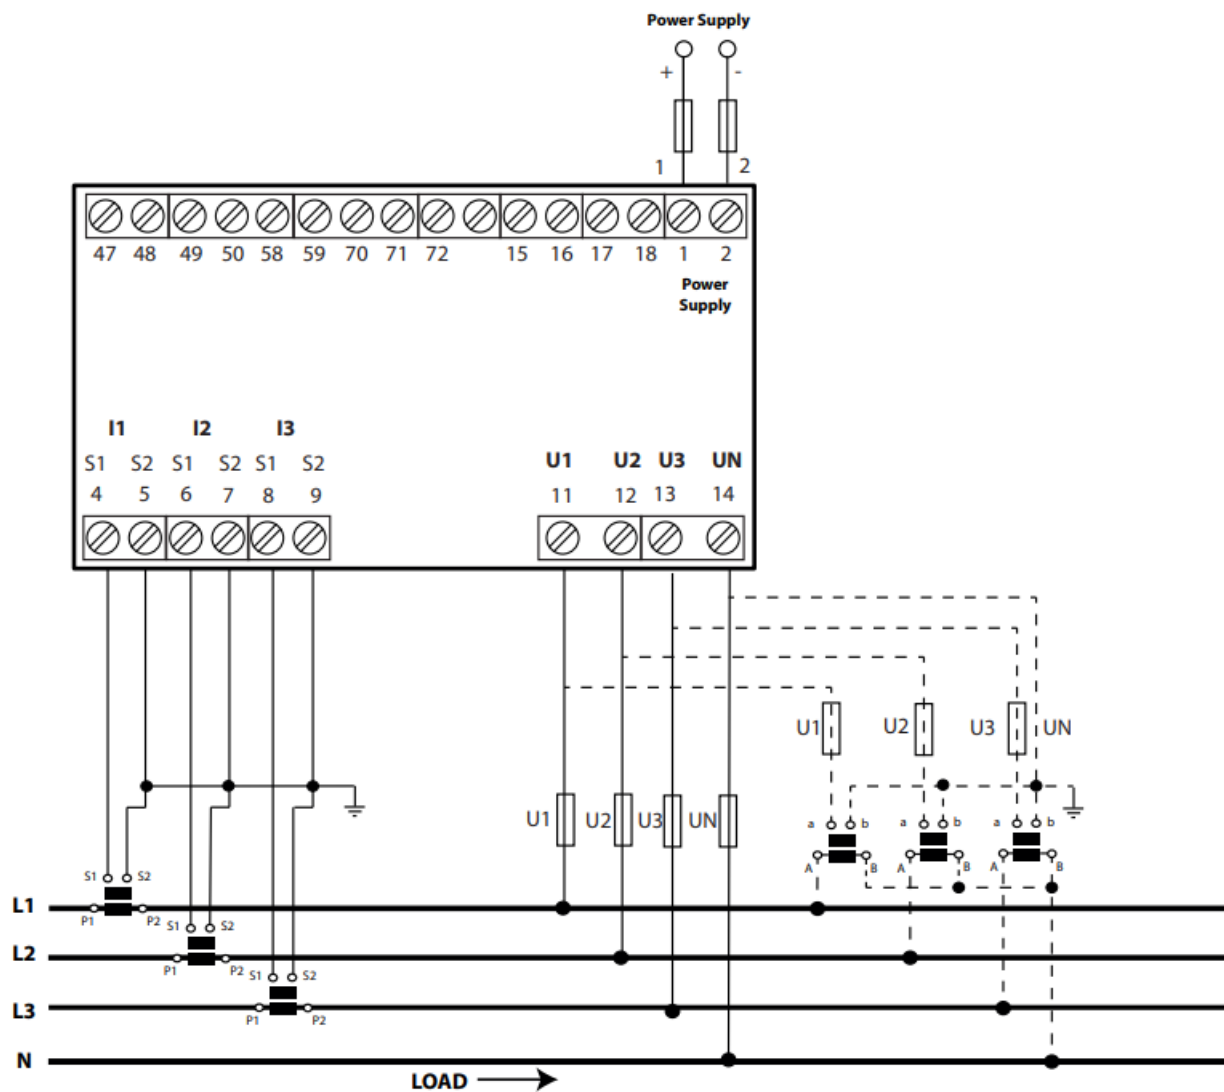 Power Supply
+ -
1 2
47 48 49 50 58 59 70 71 72 15 16 17 18 1 2
Power
Supply
I1 I2 I3
S1 S2 S1 S2 S1 S2
U1 U2 U3 UN
4 5 6 7 8 9
11 12 13 14
U1 U2 U3 UN
U1 U2 U3 UN
a b a b a b
A B A B A B
S1 S2
L1
P1 P2
S1 S2
L2
P1 P2
S1 S2
L3
P1 P2
N
LOAD